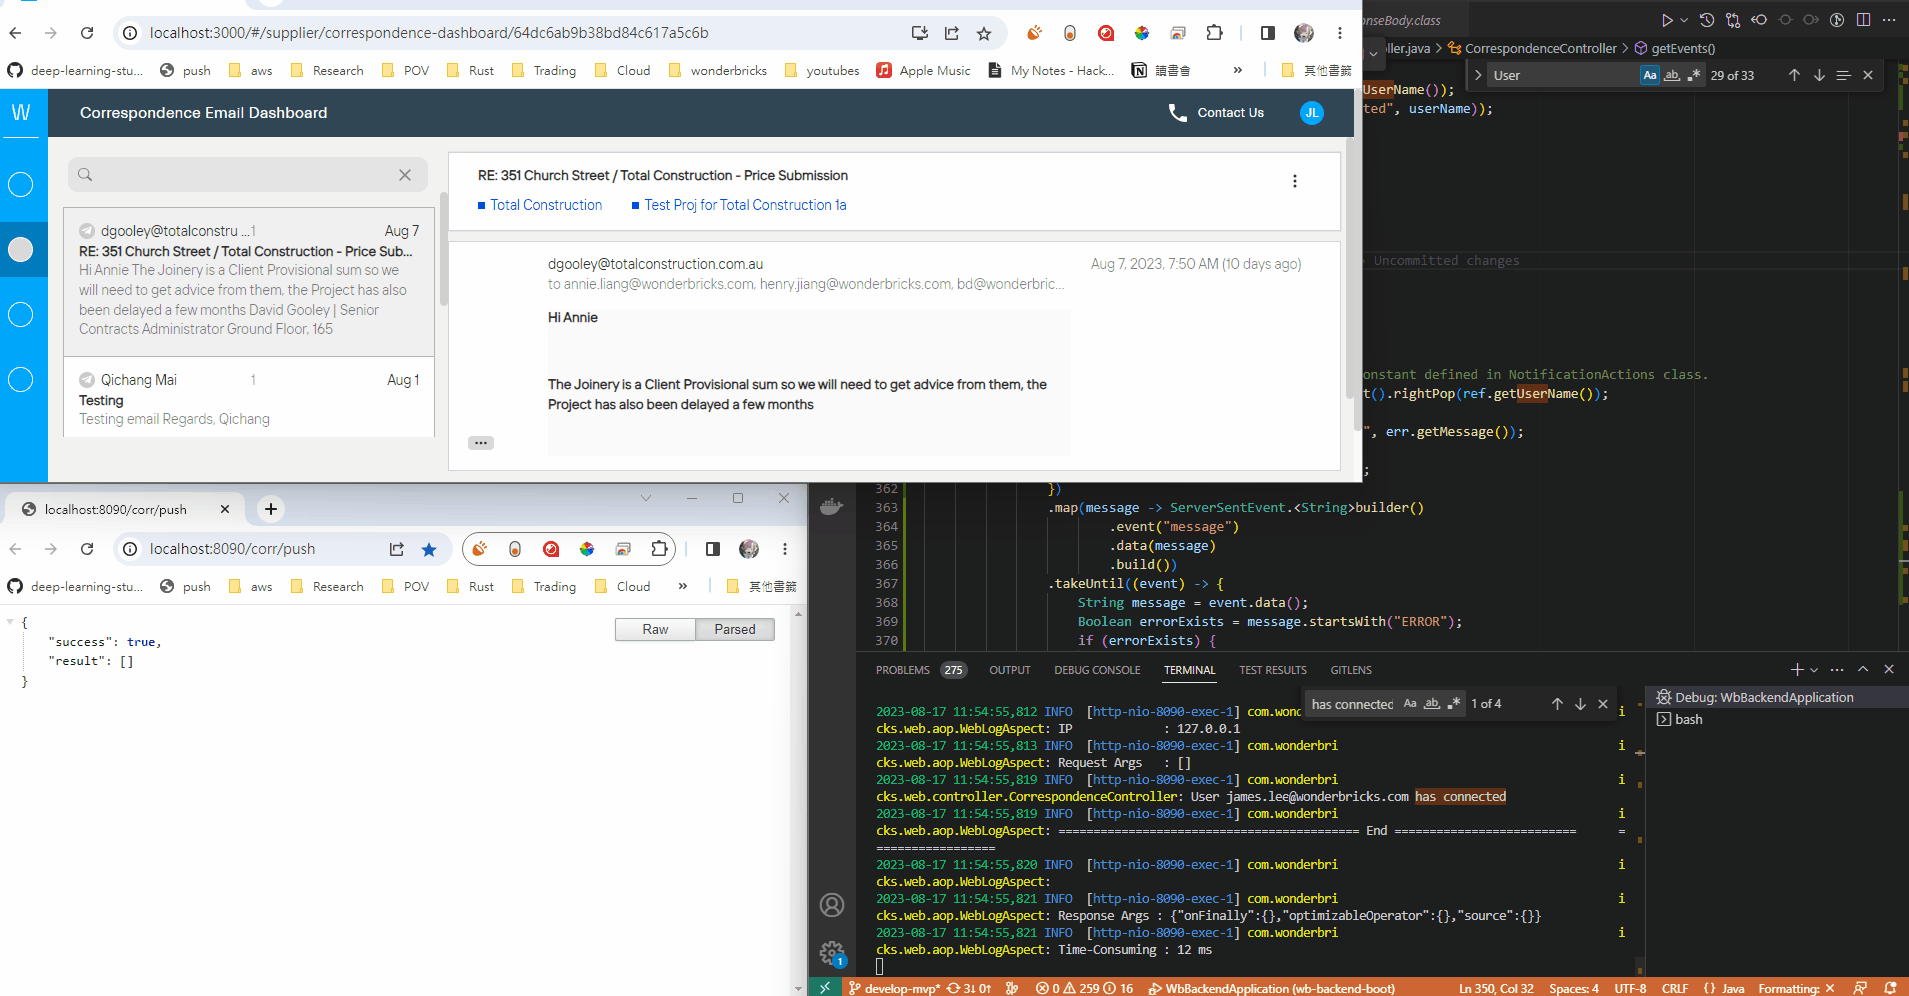 localhost:3000/#/supplier/correspondence-dashboard/64dc6ab9b38bd84c617a5c6b
deep-learning-stu...
push
aws
Research
POV
Rust
Trading
Cloud
wonderbricks
youtubes
Apple Music
My Notes - Hack...
讀書會
»
其他書籤
W
Correspondence Email Dashboard
Contact Us
JL
dgooley@totalconstru ...1 Aug 7
RE: 351 Church Street / Total Construction - Price Sub...
Hi Annie The Joinery is a Client Provisional sum so we
will need to get advice from them, the Project has also
been delayed a few months David Gooley | Senior
Contracts Administrator Ground Floor, 165
Qichang Mai 1 Aug 1
Testing
Testing email Regards, Qichang
RE: 351 Church Street / Total Construction - Price Submission
Total Construction Test Proj for Total Construction 1a
dgooley@totalconstruction.com.au Aug 7, 2023, 7:50 AM (10 days ago)
to annie.liang@wonderbricks.com, henry.jiang@wonderbricks.com, bd@wonderbric...
Hi Annie
The Joinery is a Client Provisional sum so we will need to get advice from them, the
Project has also been delayed a few months
...
onseBody.class
ller.java > CorrespondenceController > getEvents()
User Aa ab .* 29 of 33
UserName());
ted", userName));
Uncommitted changes
onstant defined in NotificationActions class.
t().rightPop(ref.getUserName());
", err.getMessage());
;
362 })
363 .map(message -> ServerSentEvent.<String>builder()
364 .event("message")
365 .data(message)
366 .build())
367 .takeUntil((event) -> {
368 String message = event.data();
369 Boolean errorExists = message.startsWith("ERROR");
370 if (errorExists) {
localhost:8090/corr/push
localhost:8090/corr/push
deep-learning-stu...
push
aws
Research
POV
Rust
Trading
Cloud
»
其他書籤
Raw Parsed
{
"success": true,
"result": []
}
PROBLEMS 275 OUTPUT DEBUG CONSOLE TERMINAL TEST RESULTS GITLENS
has connected Aa ab .* 1 of 4
Debug: WbBackendApplication
bash
2023-08-17 11:54:55,812 INFO [http-nio-8090-exec-1] com.wond i
cks.web.aop.WebLogAspect: IP : 127.0.0.1
2023-08-17 11:54:55,813 INFO [http-nio-8090-exec-1] com.wonderbri i
cks.web.aop.WebLogAspect: Request Args : []
2023-08-17 11:54:55,819 INFO [http-nio-8090-exec-1] com.wonderbri i
cks.web.controller.CorrespondenceController: User james.lee@wonderbricks.com has connected
2023-08-17 11:54:55,819 INFO [http-nio-8090-exec-1] com.wonderbri i
cks.web.aop.WebLogAspect: =========================================== End ========================== =
=================
2023-08-17 11:54:55,820 INFO [http-nio-8090-exec-1] com.wonderbri i
cks.web.aop.WebLogAspect:
2023-08-17 11:54:55,821 INFO [http-nio-8090-exec-1] com.wonderbri i
cks.web.aop.WebLogAspect: Response Args : {"onFinally":{},"optimizableOperator":{},"source":{}}
2023-08-17 11:54:55,821 INFO [http-nio-8090-exec-1] com.wonderbri i
cks.web.aop.WebLogAspect: Time-Consuming : 12 ms
1
develop-mvp* 3↓ 0↑ 0 259 16 WbBackendApplication (wb-backend-boot) Ln 350, Col 32 Spaces: 4 UTF-8 CRLF {} Java Formatting: ×